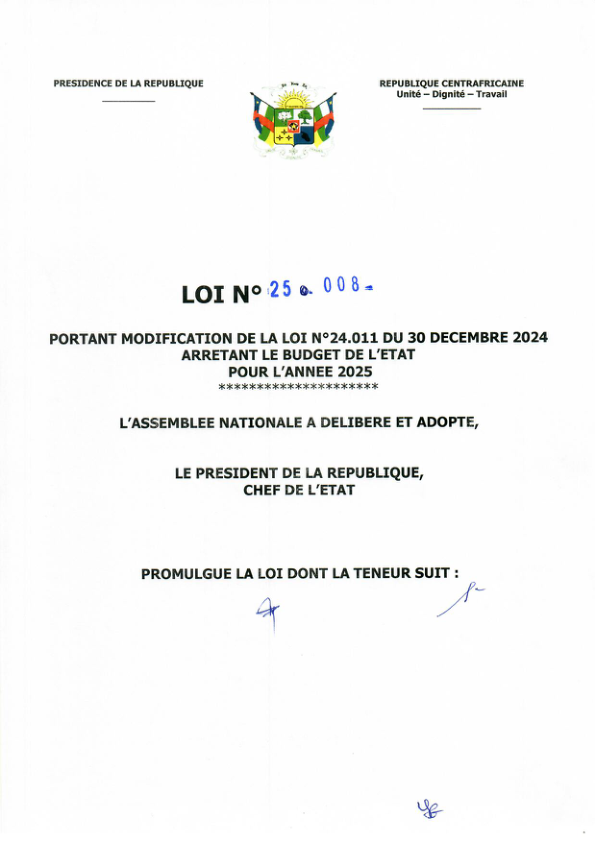 PRESIDENCE DE LA REPUBLIQUE
REPUBLIQUE CENTRAFRICAINE
Unité – Dignité – Travail
LOI N° 25 . 008 -
PORTANT MODIFICATION DE LA LOI N°24.011 DU 30 DECEMBRE 2024
ARRETANT LE BUDGET DE L'ETAT
POUR L'ANNEE 2025
*********************
L'ASSEMBLEE NATIONALE A DELIBERE ET ADOPTE,
LE PRESIDENT DE LA REPUBLIQUE,
CHEF DE L'ETAT
PROMULGUE LA LOI DONT LA TENEUR SUIT :